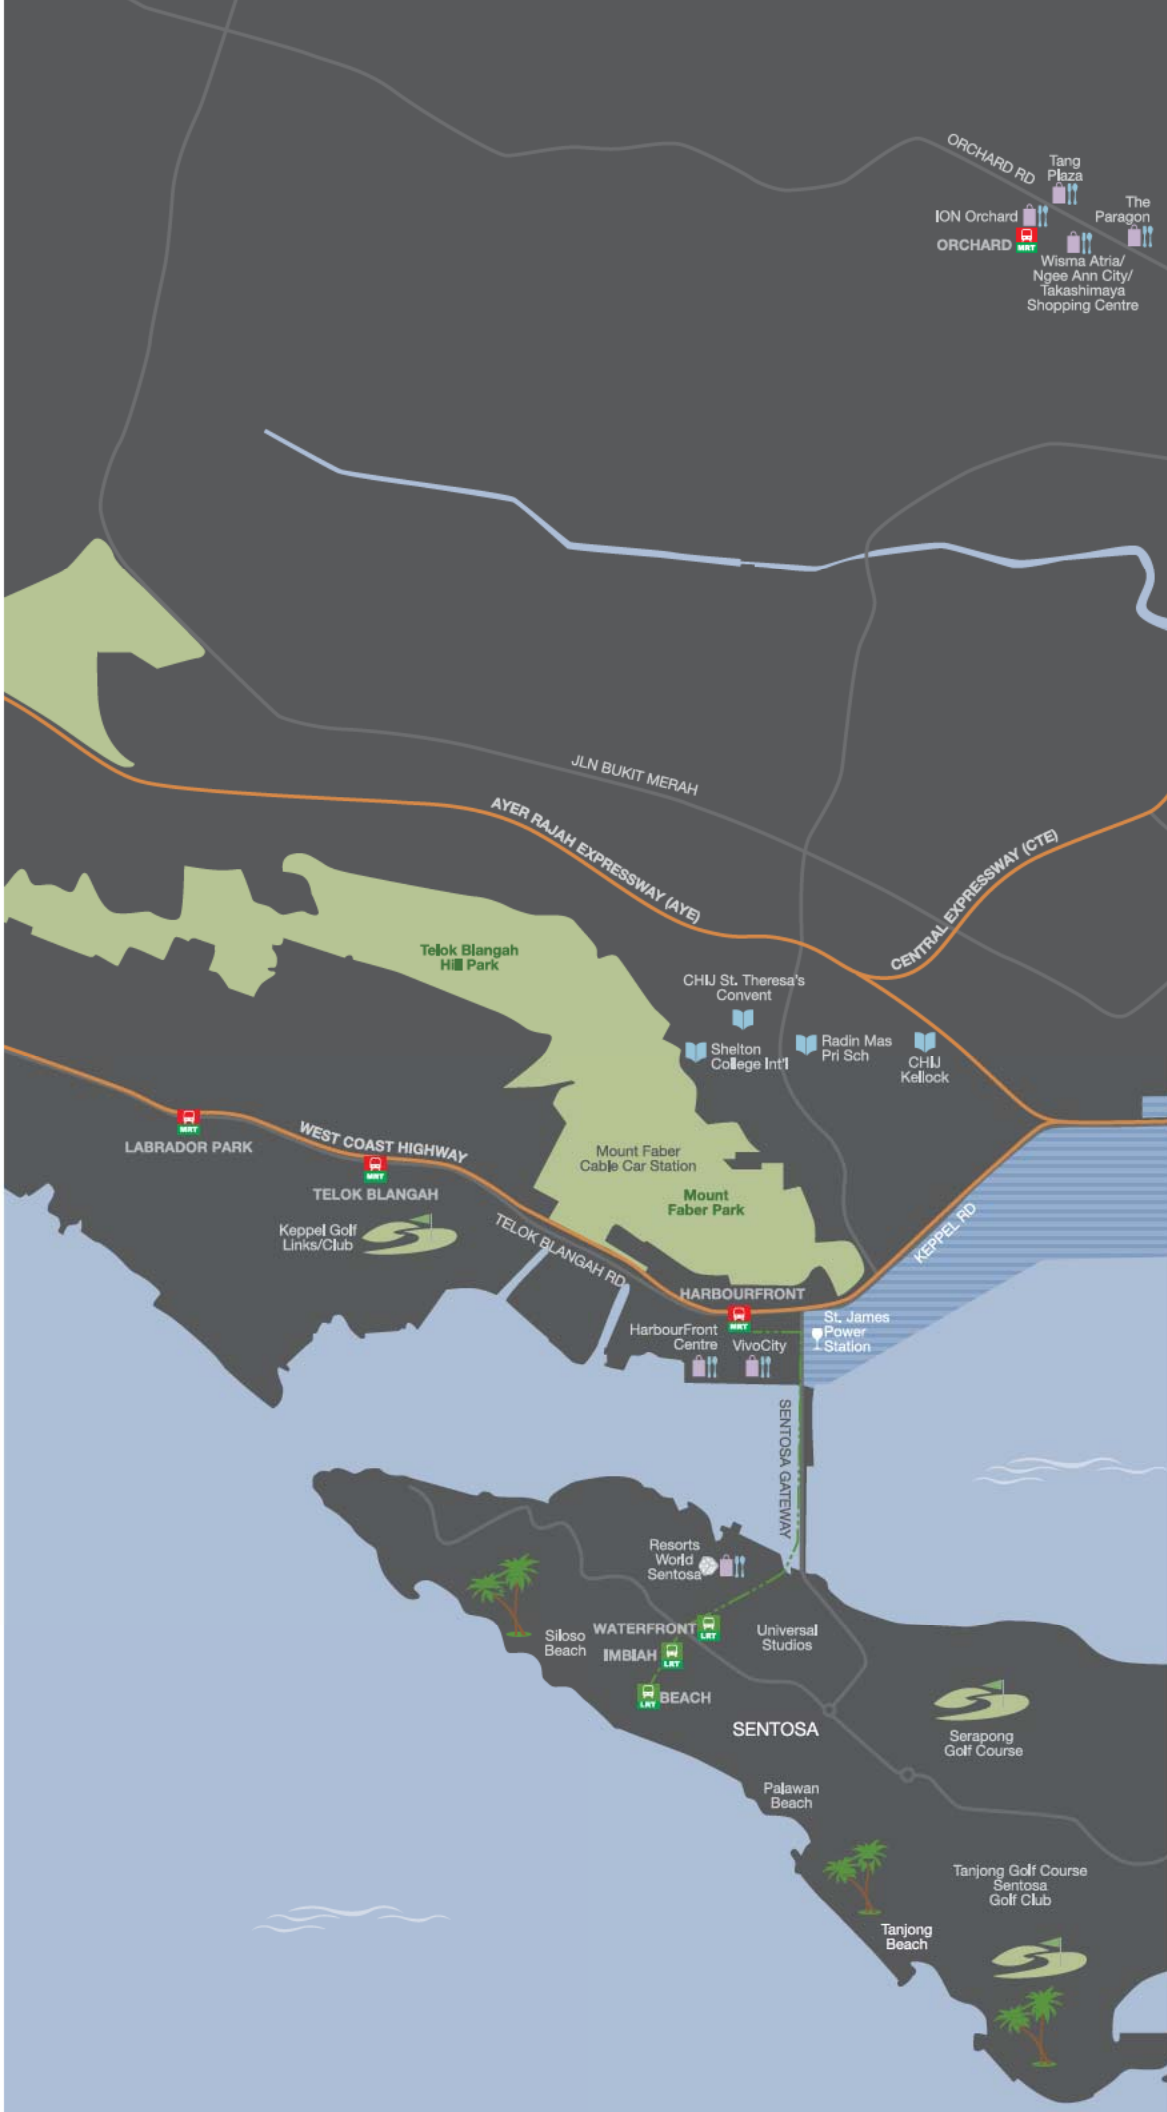 ORCHARD RD
Tang
Plaza
The
Paragon
ION Orchard
ORCHARD
MRT
Wisma Atria/
Ngee Ann City/
Takashimaya
Shopping Centre
JLN BUKIT MERAH
AYER RAJAH EXPRESSWAY (AYE)
CENTRAL EXPRESSWAY (CTE)
Telok Blangah
Hill Park
CHIJ St. Theresa's
Convent
Shelton
College Int'l
Radin Mas
Pri Sch
CHIJ
Kellock
MRT
LABRADOR PARK
WEST COAST HIGHWAY
MRT
TELOK BLANGAH
Mount Faber
Cable Car Station
Mount
Faber Park
Keppel Golf
Links/Club
TELOK BLANGAH RD
KEPPEL RD
HARBOURFRONT
MRT
HarbourFront
Centre
VivoCity
St. James
Power
Station
SENTOSA GATEWAY
Resorts
World
Sentosa
WATERFRONT
LRT
Universal
Studios
Siloso
Beach
IMBIAH
LRT
BEACH
LRT
SENTOSA
Serapong
Golf Course
Palawan
Beach
Tanjong Golf Course
Sentosa
Golf Club
Tanjong
Beach